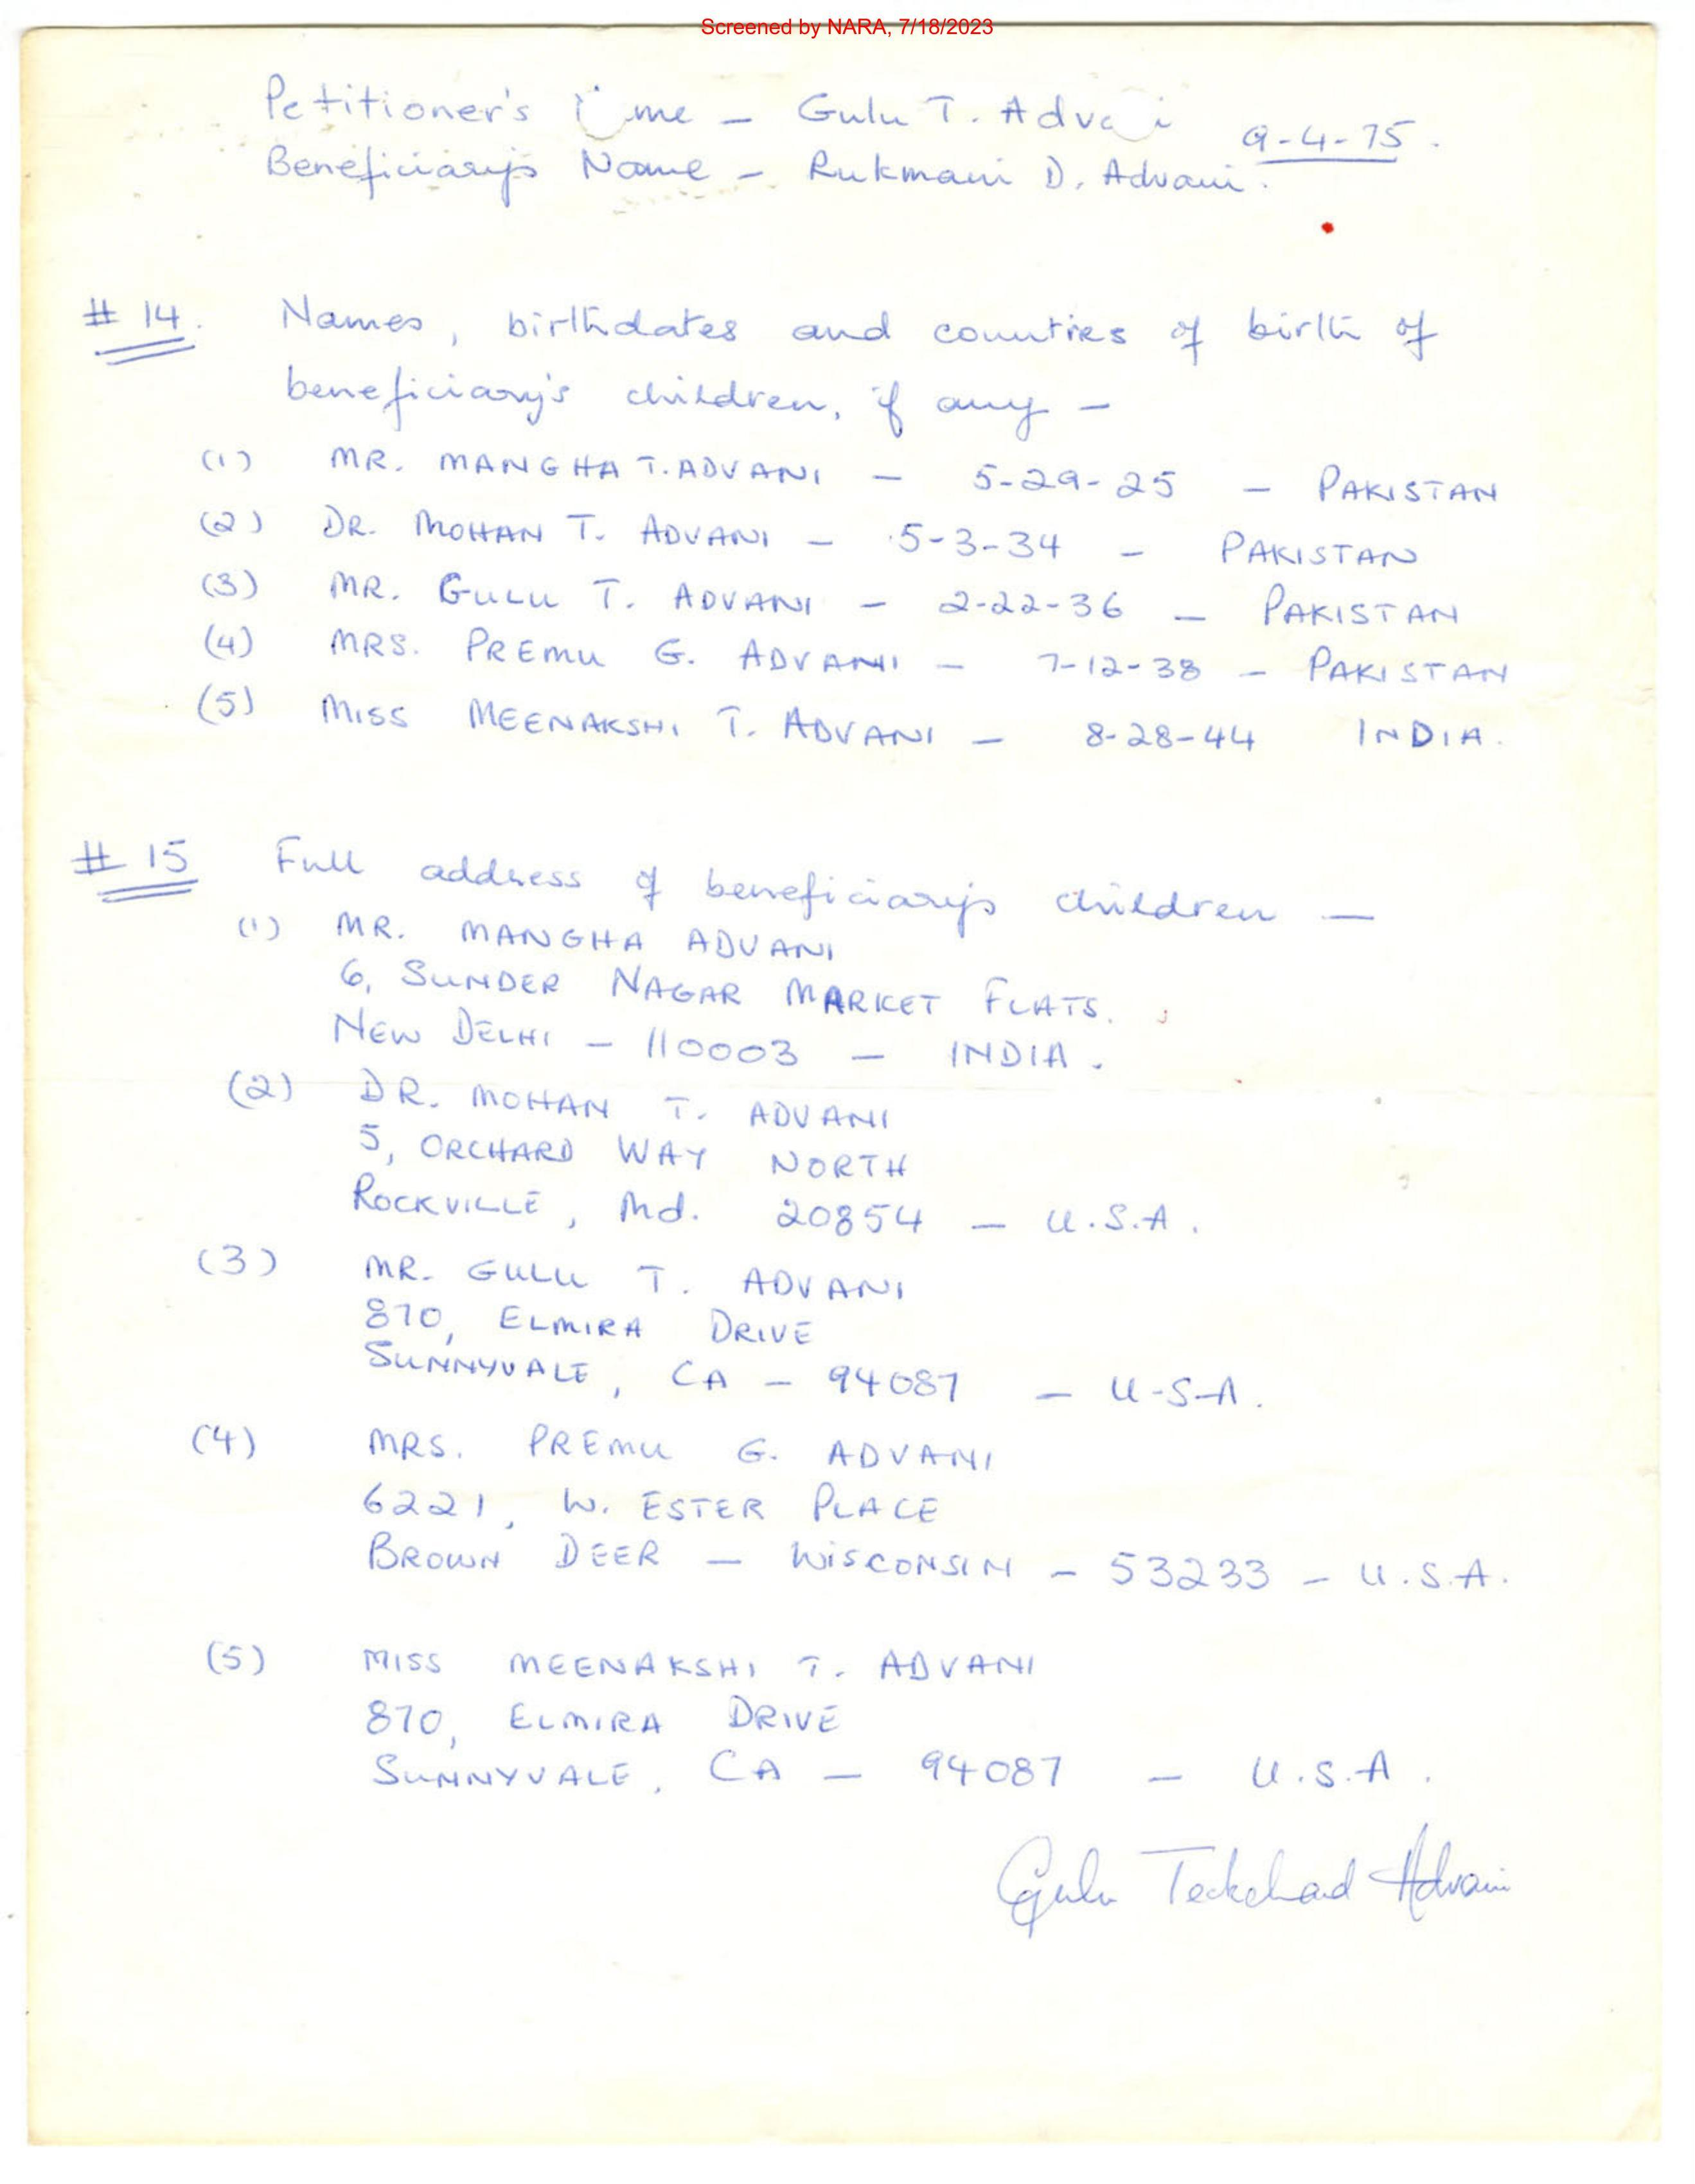 Screened by NARA, 7/18/2023
Petitioner's me – Gulu T. Advani 9-4-75.
Beneficiary's Name – Rukmani D. Advani.
# 14. Names, birthdates and countries of birth of
beneficiary's children, if any –
(1) MR. MANGHA T. ADVANI – 5-29-25 – PAKISTAN
(2) DR. MOHAN T. ADVANI – 5-3-34 – PAKISTAN
(3) MR. GULU T. ADVANI – 2-22-36 – PAKISTAN
(4) MRS. PREMU G. ADVANI – 7-12-38 – PAKISTAN
(5) MISS MEENAKSHI T. ADVANI – 8-28-44 INDIA.
# 15 Full address of beneficiary's children –
(1) MR. MANGHA ADVANI
6, SUNDER NAGAR MARKET FLATS.
NEW DELHI – 110003 – INDIA.
(2) DR. MOHAN T. ADVANI
5, ORCHARD WAY NORTH
ROCKVILLE, Md. 20854 – U.S.A.
(3) MR. GULU T. ADVANI
870, ELMIRA DRIVE
SUNNYVALE, CA – 94087 – U-S-A.
(4) MRS. PREMU G. ADVANI
6221, W. ESTER PLACE
BROWN DEER – WISCONSIN – 53233 – U.S.A.
(5) MISS MEENAKSHI T. ADVANI
870, ELMIRA DRIVE
SUNNYVALE, CA – 94087 – U.S.A.
Gulu Teckchand Advani